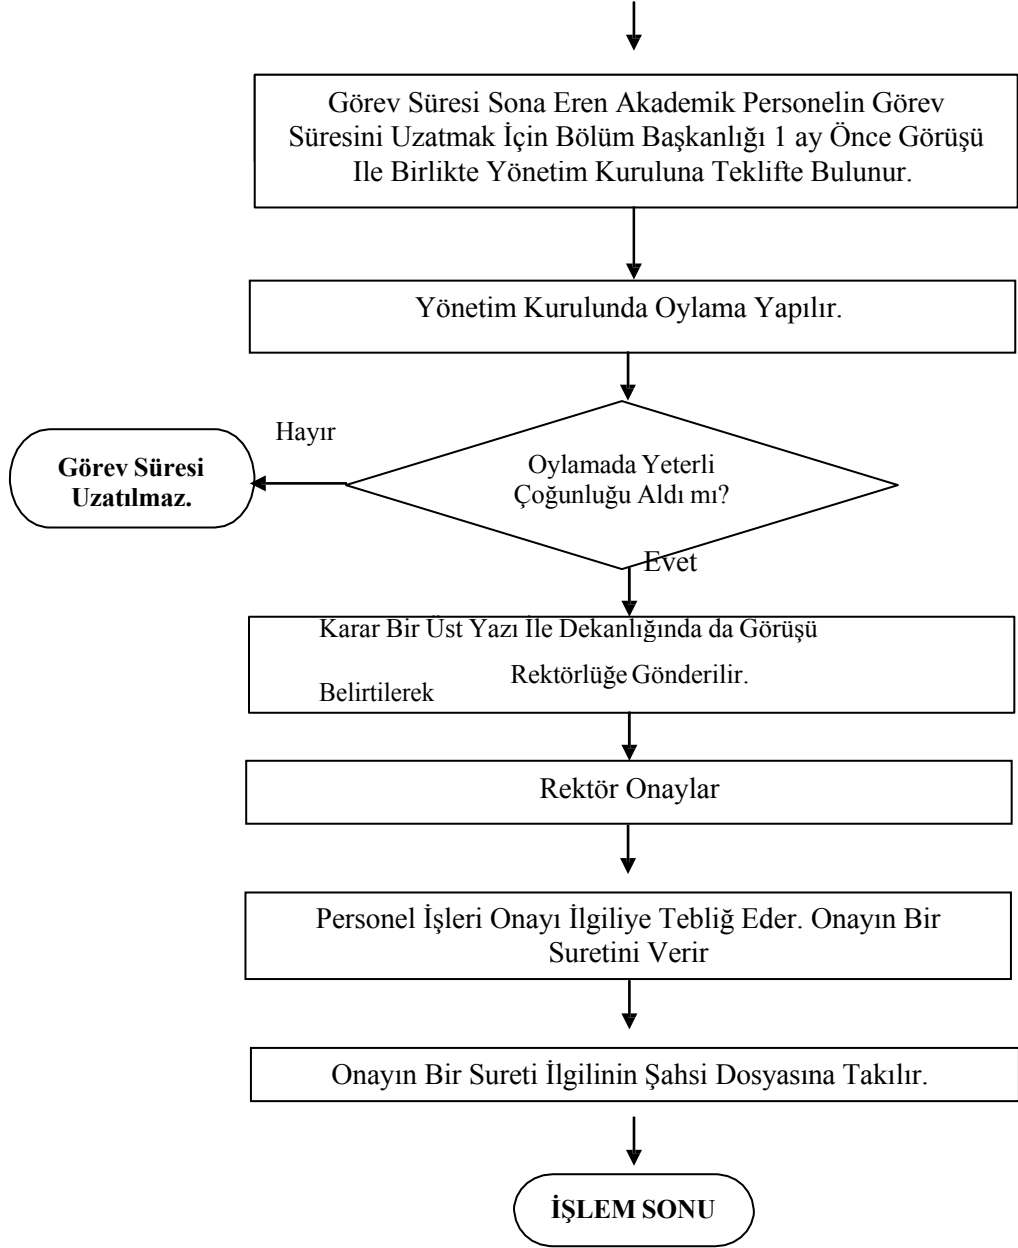 Görev Süresi Sona Eren Akademik Personelin Görev
Süresini Uzatmak İçin Bölüm Başkanlığı 1 ay Önce Görüşü
Ile Birlikte Yönetim Kuruluna Teklifte Bulunur.
Yönetim Kurulunda Oylama Yapılır.
Hayır
Görev Süresi
Uzatılmaz.
Oylamada Yeterli
Çoğunluğu Aldı mı?
Evet
Karar Bir Üst Yazı İle Dekanlığında da Görüşü
Rektörlüğe Gönderilir.
Belirtilerek
Rektör Onaylar
Personel İşleri Onayı İlgiliye Tebliğ Eder. Onayın Bir
Suretini Verir
Onayın Bir Sureti İlgilinin Şahsi Dosyasına Takılır.
İŞLEM SONU